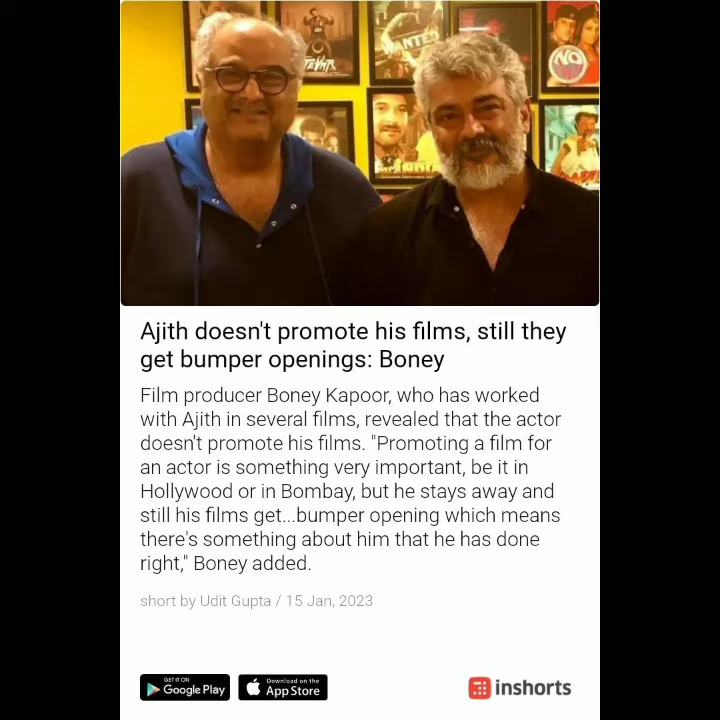 TEVAR
WANTED
NO
Ajith doesn't promote his films, still they
get bumper openings: Boney
Film producer Boney Kapoor, who has worked
with Ajith in several films, revealed that the actor
doesn't promote his films. "Promoting a film for
an actor is something very important, be it in
Hollywood or in Bombay, but he stays away and
still his films get...bumper opening which means
there's something about him that he has done
right," Boney added.
short by Udit Gupta / 15 Jan, 2023
GET IT ON
Google Play
Download on the
App Store
inshorts